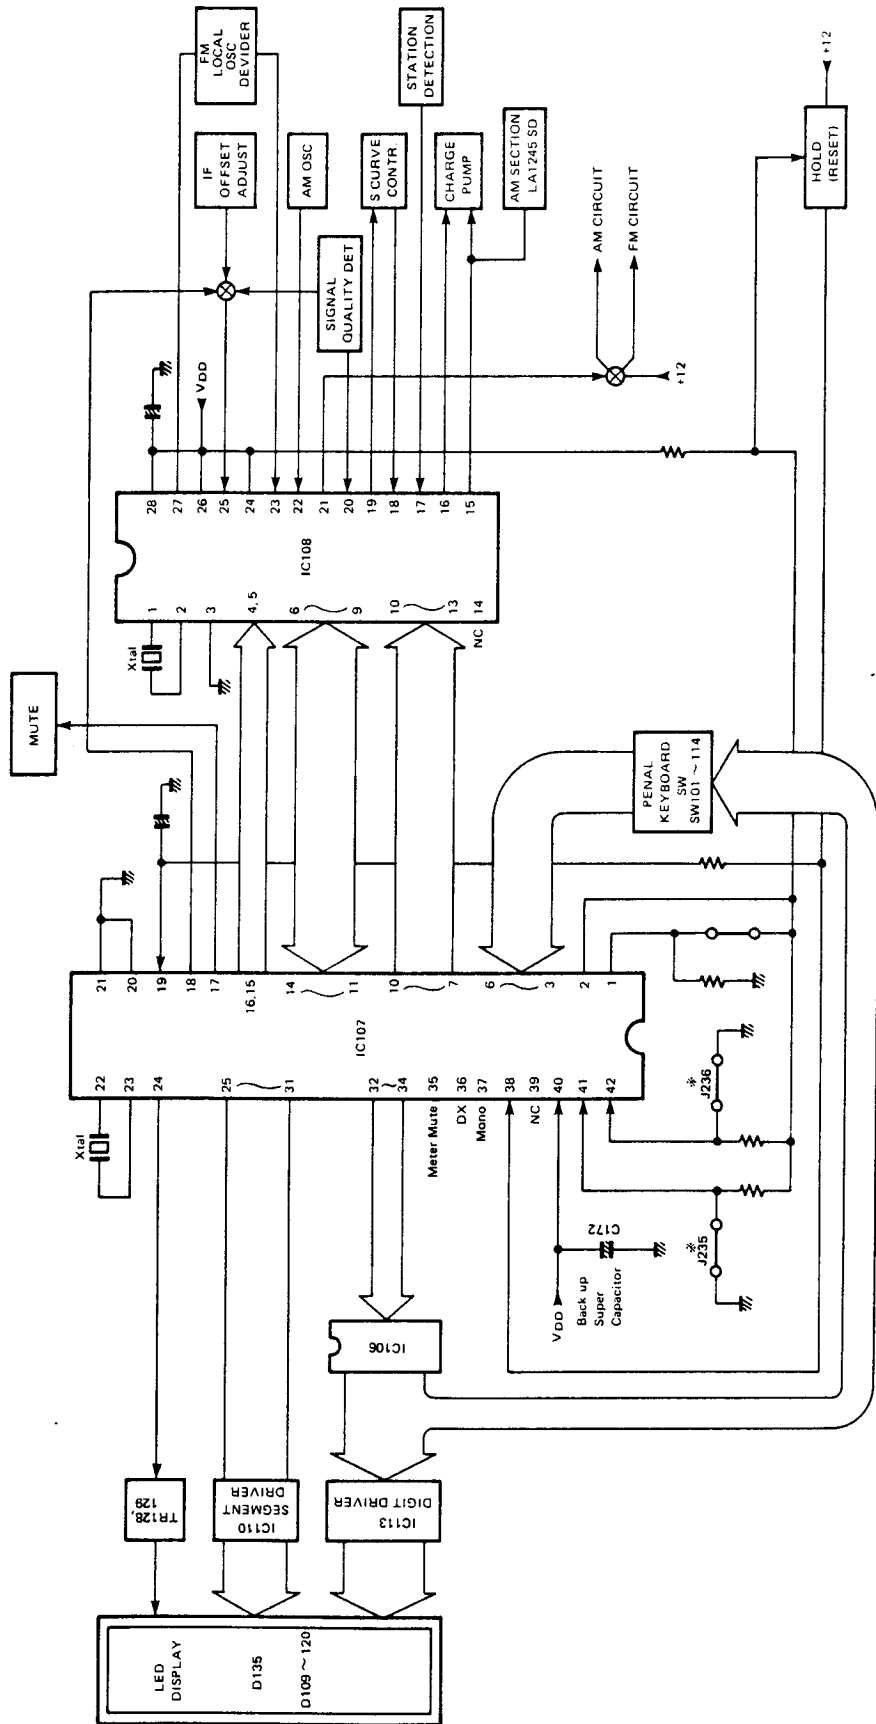 FM
LOCAL
OSC
DEVIDER
IF
OFFSET
ADJUST
AM OSC
S CURVE
CONTR.
STATION
DETECTION
CHARGE
PUMP
AM SECTION
LA1245 SD
SIGNAL
QUALITY DET
AM CIRCUIT
FM CIRCUIT
+12
HOLD
(RESET)
+12
VDD
28
27
26
25
24
23
22
21
20
19
18
17
16
15
IC108
1
2
3
4, 5
6
9
10
13
14
NC
Xtal
MUTE
PENAL
KEYBOARD
SW
SW101 ~ 114
21
20
19
18
17
16,15
14
11
10
7
6
3
2
1
IC107
22
23
24
25
31
32
~
34
35
36
37
38
39
40
41
42
Meter Mute
DX
Mono
NC
Xtal
※
J236
※
J235
C172
VDD
Back up
Super
Capacitor
IC106
TR128,
129
IC110
SEGMENT
DRIVER
IC113
DIGIT DRIVER
LED
DISPLAY
D135
D109 ~ 120